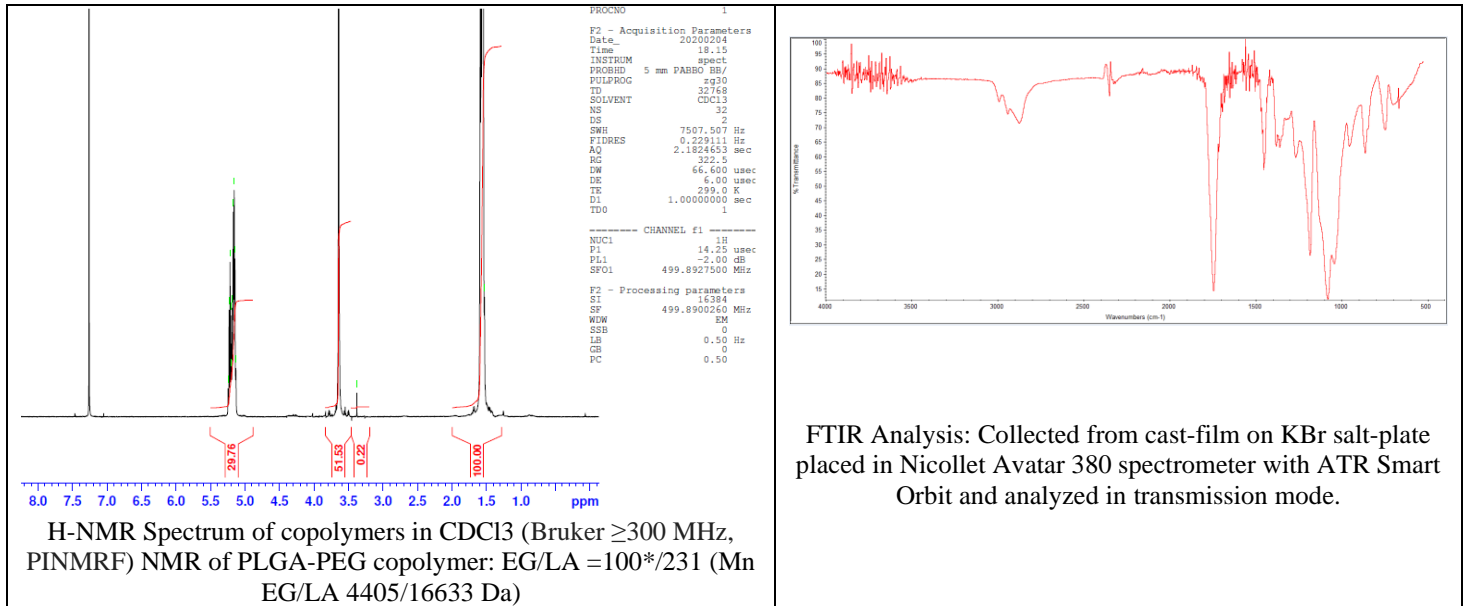 PROCNO 1
F2 - Acquisition Parameters
Date_ 20200204
Time 18.15
INSTRUM spect
PROBHD 5 mm PABBO BB/
PULPROG zg30
TD 32768
SOLVENT CDCl3
NS 32
DS 2
SWH 7507.507 Hz
FIDRES 0.229111 Hz
AQ 2.1824653 sec
RG 322.5
DW 66.600 usec
DE 6.00 usec
TE 299.0 K
D1 1.00000000 sec
TD0 1
======== CHANNEL f1 ========
NUC1 1H
P1 14.25 usec
PL1 -2.00 dB
SFO1 499.8927500 MHz
F2 - Processing parameters
SI 16384
SF 499.8900260 MHz
WDW EM
SSB 0
LB 0.50 Hz
GB 0
PC 0.50
29.76 51.53 0.22 100.00
8.0 7.5 7.0 6.5 6.0 5.5 5.0 4.5 4.0 3.5 3.0 2.5 2.0 1.5 1.0 ppm
H-NMR Spectrum of copolymers in CDCl3 (Bruker ≥300 MHz,
PINMRF) NMR of PLGA-PEG copolymer: EG/LA =100*/231 (Mn
EG/LA 4405/16633 Da)
100
95
90
85
80
75
70
65
60
55
50
45
40
35
30
25
20
15
%Transmittance
4000 3500 3000 2500 2000 1500 1000 500
Wavenumbers (cm-1)
FTIR Analysis: Collected from cast-film on KBr salt-plate
placed in Nicollet Avatar 380 spectrometer with ATR Smart
Orbit and analyzed in transmission mode.